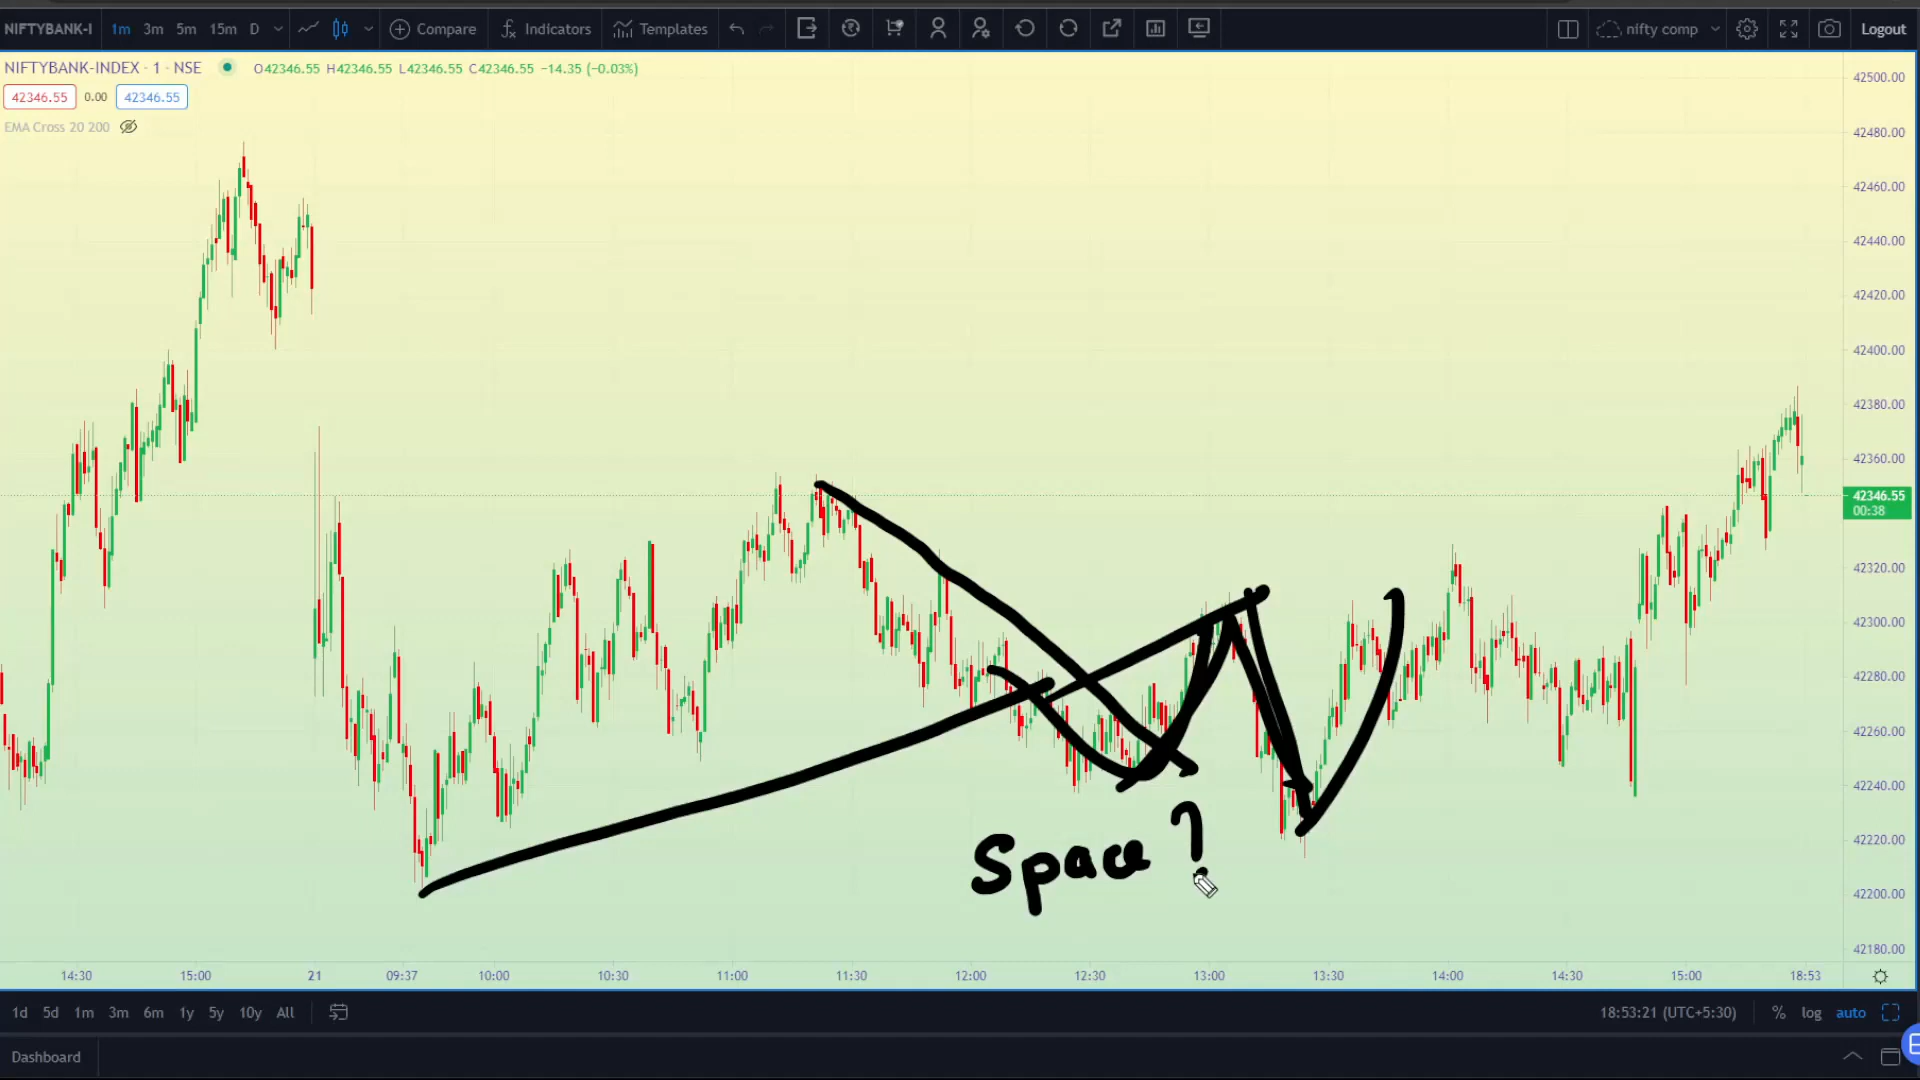 NIFTYBANK-I 1m 3m 5m 15m D Compare Indicators Templates nifty comp Logout
NIFTYBANK-INDEX · 1 · NSE O42346.55 H42346.55 L42346.55 C42346.55 −14.35 (−0.03%)
42346.55 0.00 42346.55
EMA Cross 20 200
42500.00
42480.00
42460.00
42440.00
42420.00
42400.00
42380.00
42360.00
42346.55
00:38
42320.00
42300.00
42280.00
42260.00
42240.00
42220.00
42200.00
42180.00
Space ?
14:30 15:00 21 09:37 10:00 10:30 11:00 11:30 12:00 12:30 13:00 13:30 14:00 14:30 15:00 18:53
1d 5d 1m 3m 6m 1y 5y 10y All 18:53:21 (UTC+5:30) % log auto
Dashboard